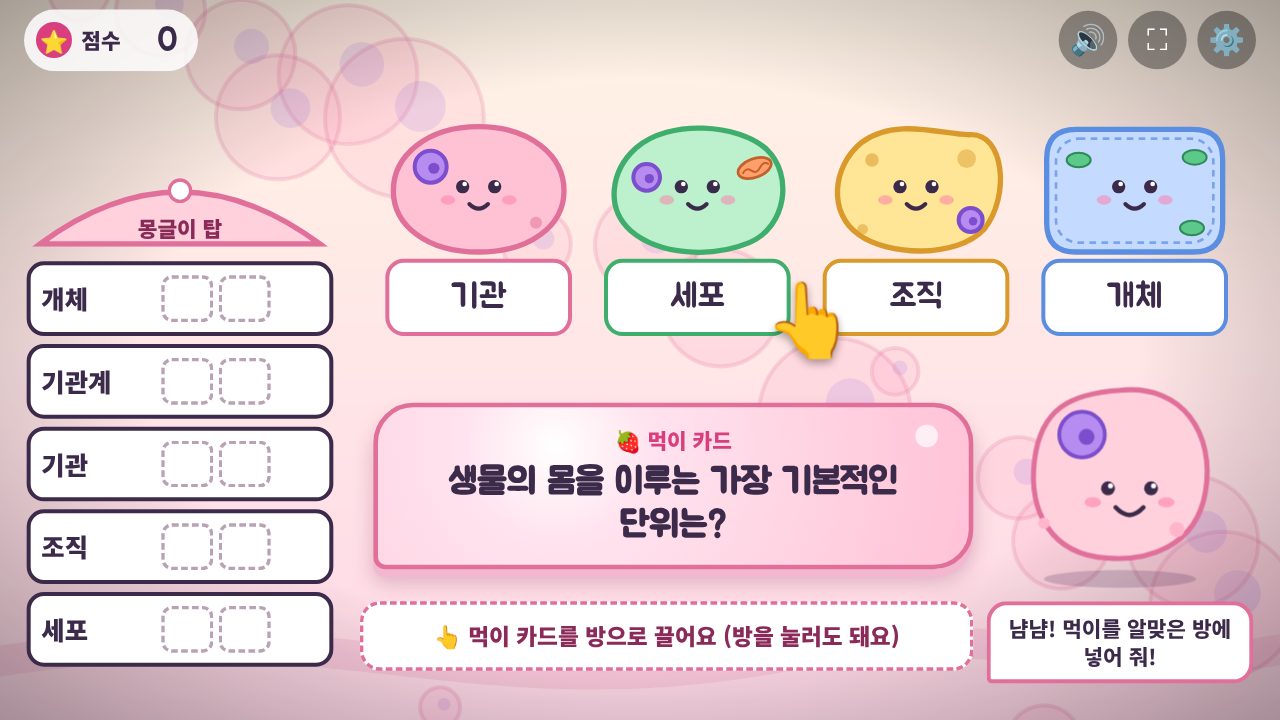 점수 0
몽글이 탑
개체
기관계
기관
조직
세포
기관
세포
조직
개체
먹이 카드
생물의 몸을 이루는 가장 기본적인
단위는?
먹이 카드를 방으로 끌어요 (방을 눌러도 돼요)
냠냠! 먹이를 알맞은 방에
넣어 줘!